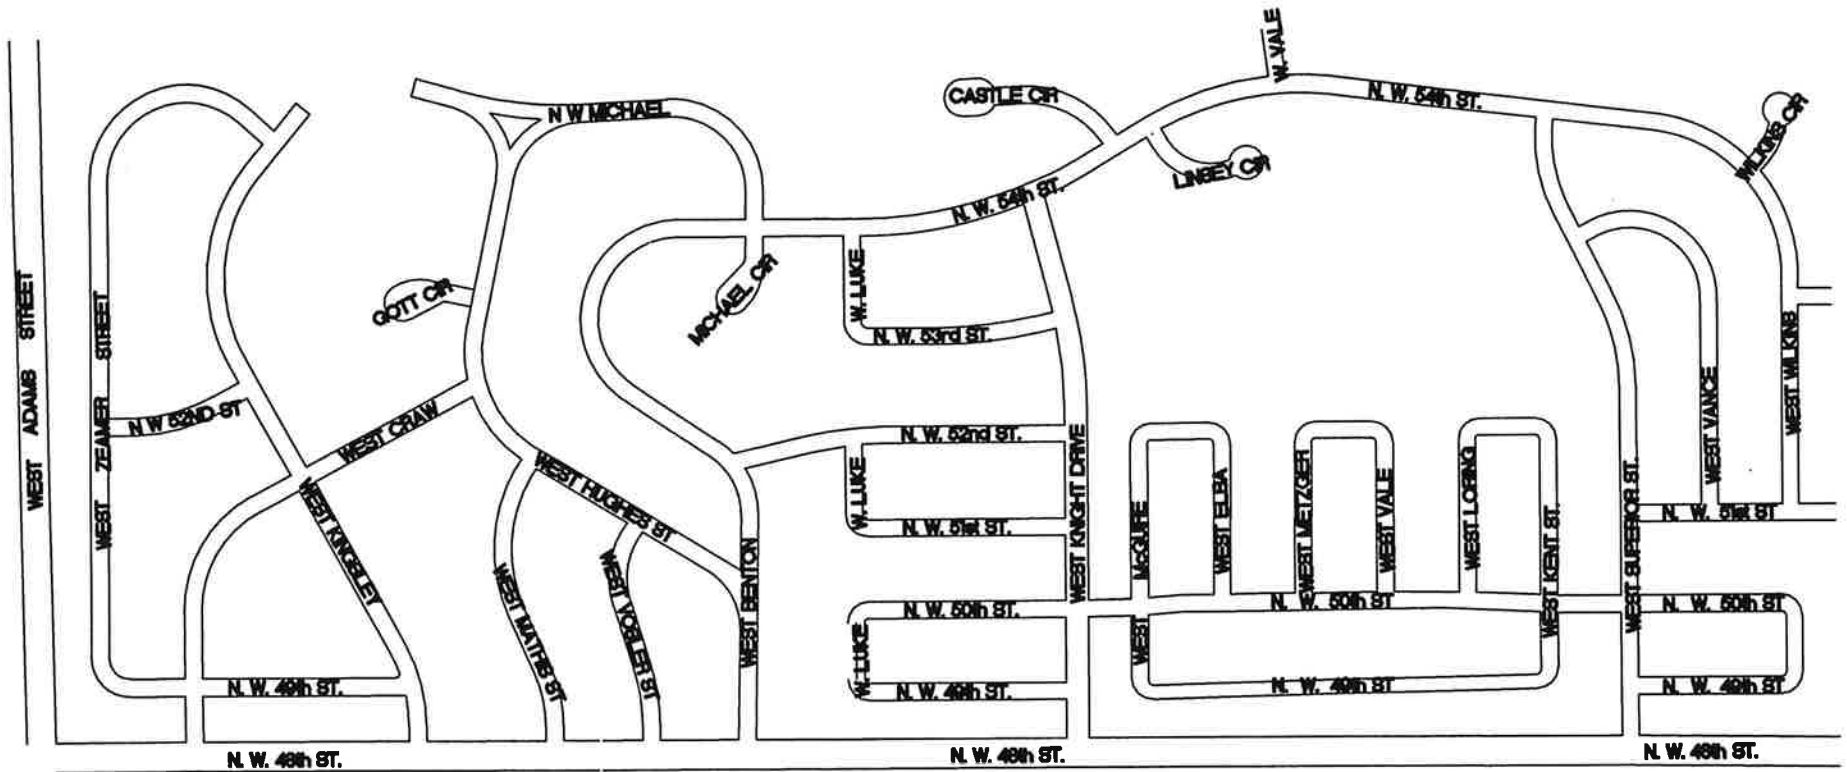 W. VALE
CASTLE CIR
N. W. 54th ST.
WILKINS CIR
N W MICHAEL
LINSEY CIR
N. W. 54th ST.
GOTT CIR
MICHAEL CIR
W. LUKE
N. W. 53rd ST.
WEST ADAMS STREET
WEST ZEAMER STREET
N W 52ND ST
WEST CRAW
N. W. 52nd ST.
WEST KNIGHT DRIVE
WEST VANCE
WEST WILKINS
WEST KINGSLEY
WEST HUGHES ST
W. LUKE
N. W. 51st ST.
WEST McGUIRE
WEST ELBA
WEST METZGER
WEST VALE
WEST LORING
WEST KENT ST.
WEST SUPERIOR ST.
N. W. 51st ST
WEST MATHIS ST
WEST VOSLER ST
WEST BENTON
N. W. 50th ST.
N. W. 50th ST
N. W. 50th ST
W. LUKE
N. W. 49th ST.
N. W. 49th ST.
N. W. 49th ST
N. W. 49th ST
N. W. 48th ST.
N. W. 48th ST.
N. W. 48th ST